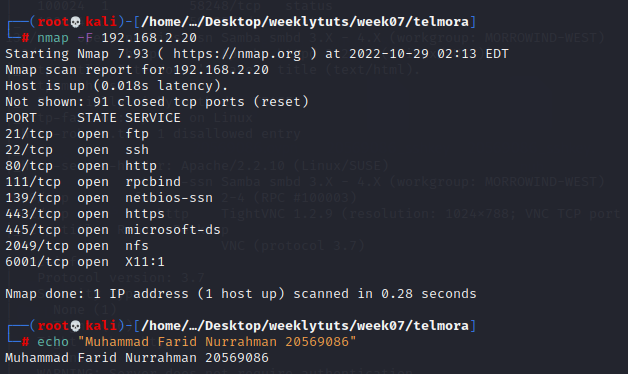 (root💀kali)-[/home/…/Desktop/weeklytuts/week07/telmora]
# nmap -F 192.168.2.20
Starting Nmap 7.93 ( https://nmap.org ) at 2022-10-29 02:13 EDT
Nmap scan report for 192.168.2.20
Host is up (0.018s latency).
Not shown: 91 closed tcp ports (reset)
PORT     STATE SERVICE
21/tcp   open  ftp
22/tcp   open  ssh
80/tcp   open  http
111/tcp  open  rpcbind
139/tcp  open  netbios-ssn
443/tcp  open  https
445/tcp  open  microsoft-ds
2049/tcp open  nfs
6001/tcp open  X11:1
Nmap done: 1 IP address (1 host up) scanned in 0.28 seconds
(root💀kali)-[/home/…/Desktop/weeklytuts/week07/telmora]
# echo "Muhammad Farid Nurrahman 20569086"
Muhammad Farid Nurrahman 20569086